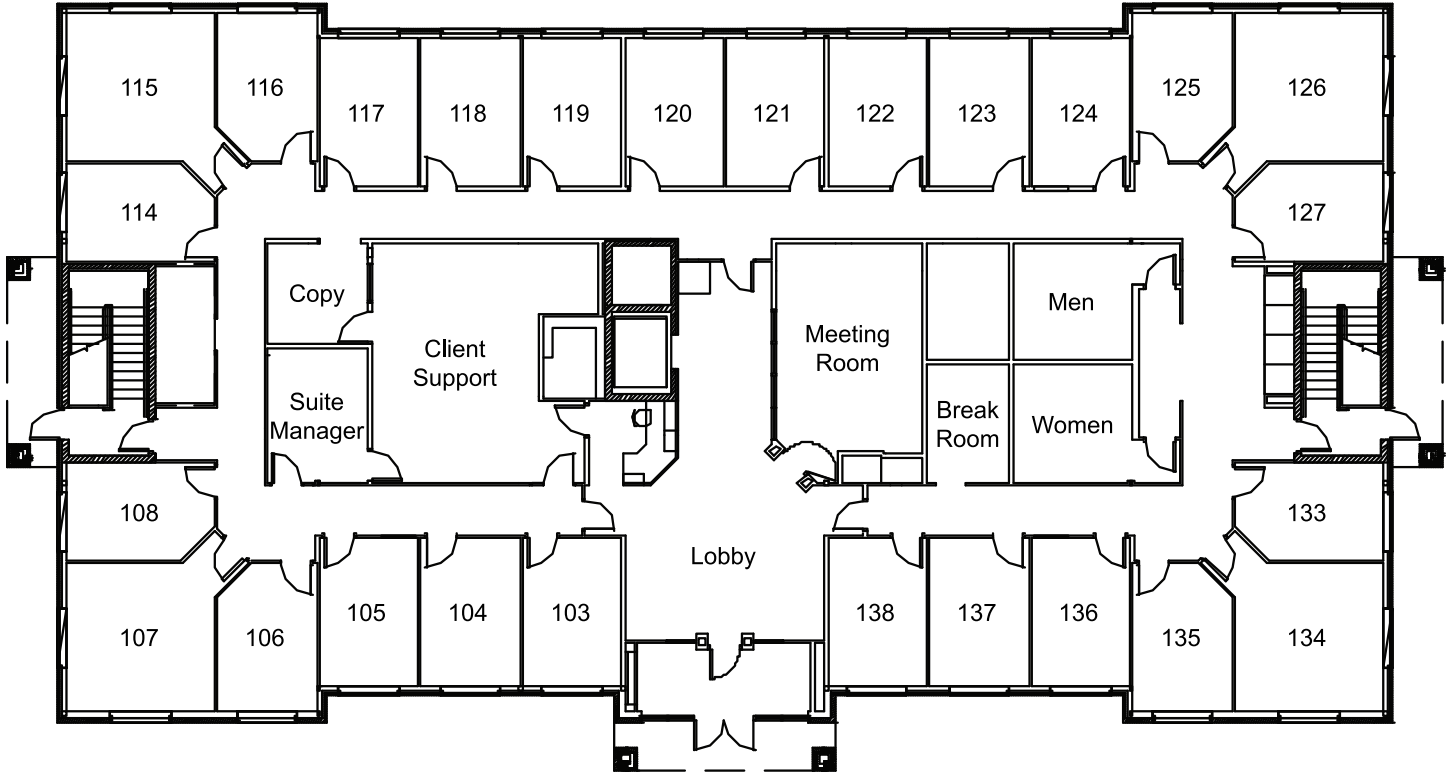 115
116
117
118
119
120
121
122
123
124
125
126
114
127
Copy
Client
Support
Meeting
Room
Men
Suite
Manager
Break
Room
Women
108
133
Lobby
107
106
105
104
103
138
137
136
135
134